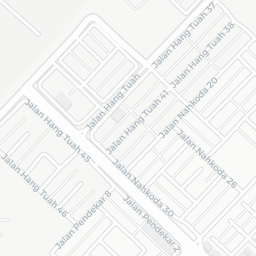 Jalan Hang Tuah 37
Jalan Hang Tuah 38
Jalan Hang Tuah
Jalan Nahkoda 20
Jalan Hang Tuah 41
Jalan Hang Tuah 45
Jalan Nahkoda 26
Jalan Hang Tuah 46
Jalan Nahkoda 30
Jalan Pendekar 8
Jalan Pendekar 2